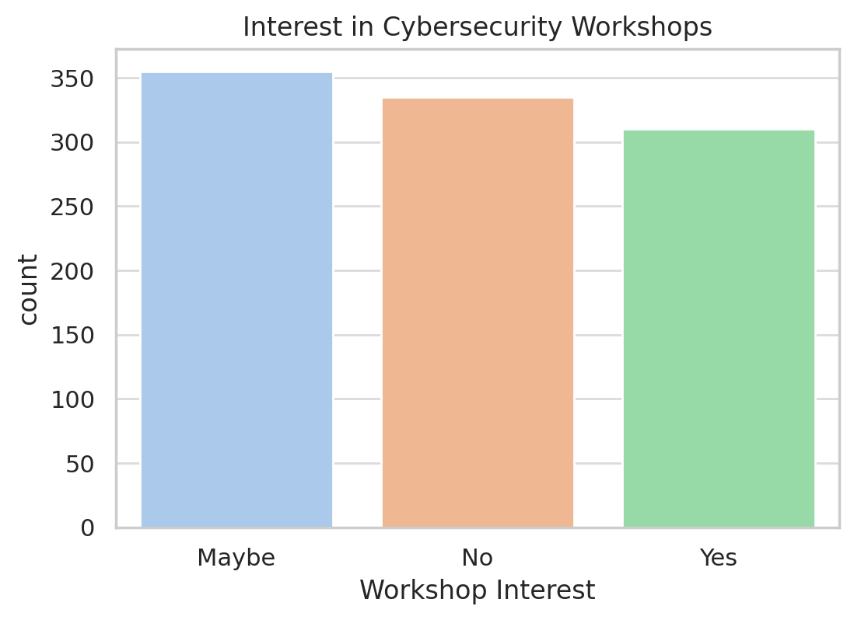 Interest in Cybersecurity Workshops
350
300
250
200
150
100
50
0
count
Maybe No Yes
Workshop Interest